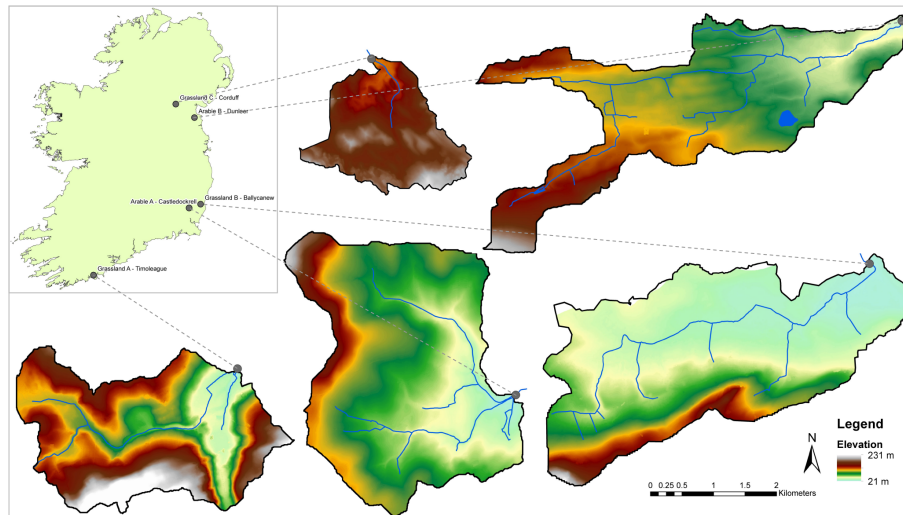 Grassland C - Corduff
Arable B - Dunleer
Arable A - Castledockrell
Grassland B - Ballycanew
Grassland A - Timoleague
Legend
Elevation
231 m
21 m
N
0 0.25 0.5 1 1.5 2
Kilometers